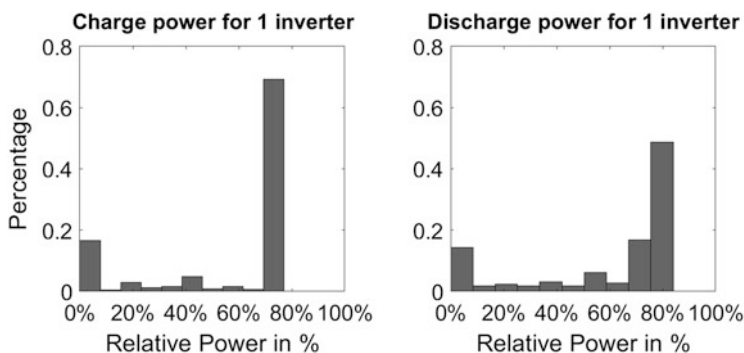 Charge power for 1 inverter
Percentage
0.8
0.6
0.4
0.2
0
0% 20% 40% 60% 80% 100%
Relative Power in %
Discharge power for 1 inverter
0.8
0.6
0.4
0.2
0
0% 20% 40% 60% 80% 100%
Relative Power in %